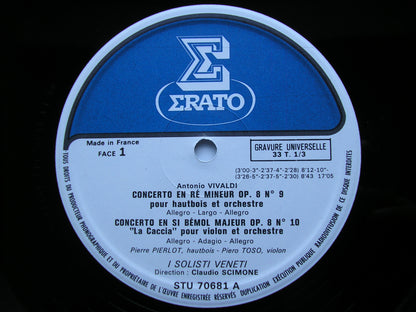 ERATO
Made in France
FACE 1
GRAVURE UNIVERSELLE
33 T. 1/3
(3'00-3"-2'37-4"-2'28) 8'12-10"-
(3'26-5"-2'37-5"-2'30) 8'43 17'05
Antonio VIVALDI
CONCERTO EN RÉ MINEUR OP. 8 N° 9
pour hautbois et orchestre
Allegro - Largo - Allegro
CONCERTO EN SI BÉMOL MAJEUR OP. 8 N° 10
"La Caccia" pour violon et orchestre
Allegro - Adagio - Allegro
Pierre PIERLOT, hautbois - Piero TOSO, violon
I SOLISTI VENETI
Direction : Claudio SCIMONE
STU 70681 A
TOUS DROITS DU PRODUCTEUR PHONOGRAPHIQUE ET DU PROPRIÉTAIRE DE L'ŒUVRE ENREGISTRÉE RÉSERVÉS DUPLICATION EXÉCUTION PUBLIQUE RADIODIFFUSION DE CE DISQUE INTERDITES